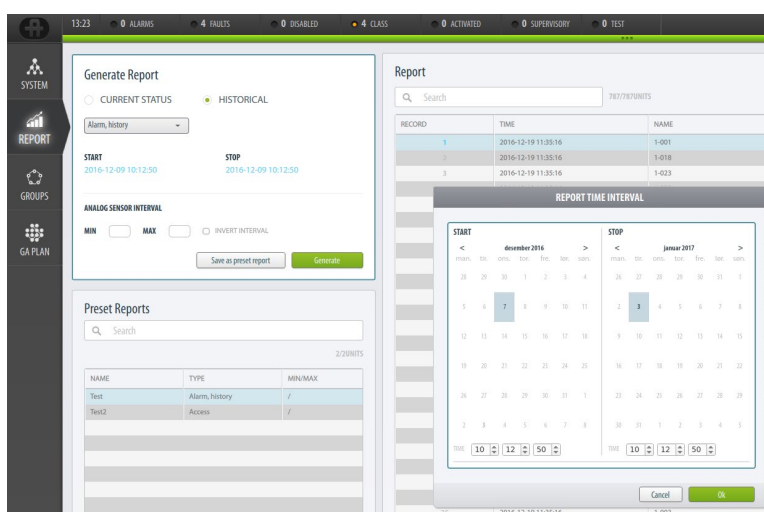 13:23 0 ALARMS 4 FAULTS 0 DISABLED 4 CLASS 0 ACTIVATED 0 SUPERVISORY 0 TEST
SYSTEM
REPORT
GROUPS
GA PLAN
Generate Report
CURRENT STATUS HISTORICAL
Alarm, history
START STOP
2016-12-09 10:12:50 2016-12-09 10:12:50
ANALOG SENSOR INTERVAL
MIN MAX INVERT INTERVAL
Save as preset report Generate
Preset Reports
Search
2/2UNITS
NAME TYPE MIN/MAX
Test Alarm, history /
Test2 Access /
Report
Search 787/787UNITS
RECORD TIME NAME
1 2016-12-19 11:35:16 1-001
2 2016-12-19 11:35:16 1-018
3 2016-12-19 11:35:16 1-023
REPORT TIME INTERVAL
START STOP
< desember 2016 > < januar 2017 >
man. tir. ons. tor. fre. lør. søn. man. tir. ons. tor. fre. lør. søn.
28 29 30 1 2 3 4 26 27 28 29 30 31 1
5 6 7 8 9 10 11 2 3 4 5 6 7 8
12 13 14 15 16 17 18 9 10 11 12 13 14 15
19 20 21 22 23 24 25 16 17 18 19 20 21 22
26 27 28 29 30 31 1 23 24 25 26 27 28 29
2 3 4 5 6 7 8 30 31 1 2 3 4 5
TIME 10 12 50 TIME 10 12 50
Cancel Ok